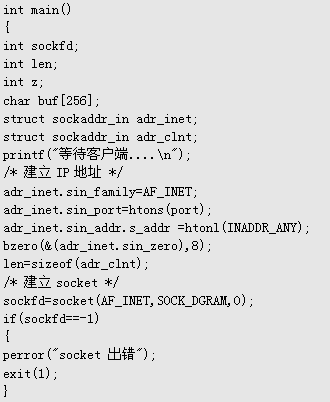 int main()
{
int sockfd;
int len;
int z;
char buf[256];
struct sockaddr_in adr_inet;
struct sockaddr_in adr_clnt;
printf("等待客户端....\n");
/* 建立 IP 地址 */
adr_inet.sin_family=AF_INET;
adr_inet.sin_port=htons(port);
adr_inet.sin_addr.s_addr =htonl(INADDR_ANY);
bzero(&(adr_inet.sin_zero),8);
len=sizeof(adr_clnt);
/* 建立 socket */
sockfd=socket(AF_INET,SOCK_DGRAM,0);
if(sockfd==-1)
{
perror("socket 出错");
exit(1);
}